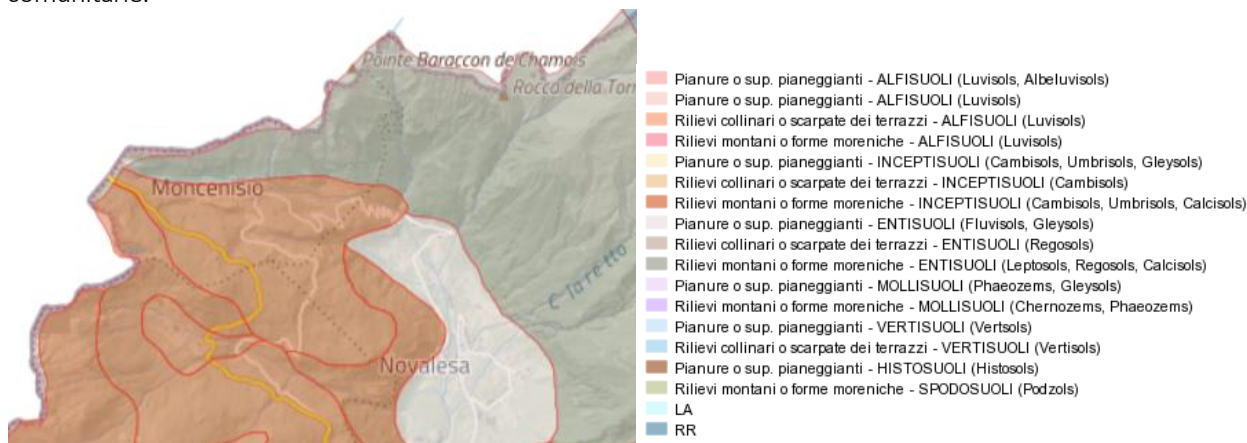 comunitarie.
Pointe Baraccon de Chamois
Rocca della Torr
Moncenisio
C laretto
Novalesa
Pianure o sup. pianeggianti - ALFISUOLI (Luvisols, Albeluvisols)
Pianure o sup. pianeggianti - ALFISUOLI (Luvisols)
Rilievi collinari o scarpate dei terrazzi - ALFISUOLI (Luvisols)
Rilievi montani o forme moreniche - ALFISUOLI (Luvisols)
Pianure o sup. pianeggianti - INCEPTISUOLI (Cambisols, Umbrisols, Gleysols)
Rilievi collinari o scarpate dei terrazzi - INCEPTISUOLI (Cambisols)
Rilievi montani o forme moreniche - INCEPTISUOLI (Cambisols, Umbrisols, Calcisols)
Pianure o sup. pianeggianti - ENTISUOLI (Fluvisols, Gleysols)
Rilievi collinari o scarpate dei terrazzi - ENTISUOLI (Regosols)
Rilievi montani o forme moreniche - ENTISUOLI (Leptosols, Regosols, Calcisols)
Pianure o sup. pianeggianti - MOLLISUOLI (Phaeozems, Gleysols)
Rilievi montani o forme moreniche - MOLLISUOLI (Chernozems, Phaeozems)
Pianure o sup. pianeggianti - VERTISUOLI (Vertsols)
Rilievi collinari o scarpate dei terrazzi - VERTISUOLI (Vertisols)
Pianure o sup. pianeggianti - HISTOSUOLI (Histosols)
Rilievi montani o forme moreniche - SPODOSUOLI (Podzols)
LA
RR